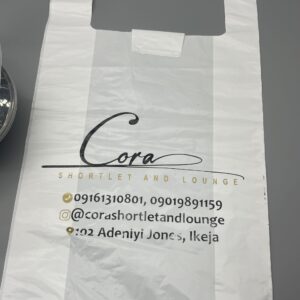 Cora
SHORTLET AND LOUNGE
09161310801, 09019891159
@corashortletandlounge
102 Adeniyi Jones, Ikeja